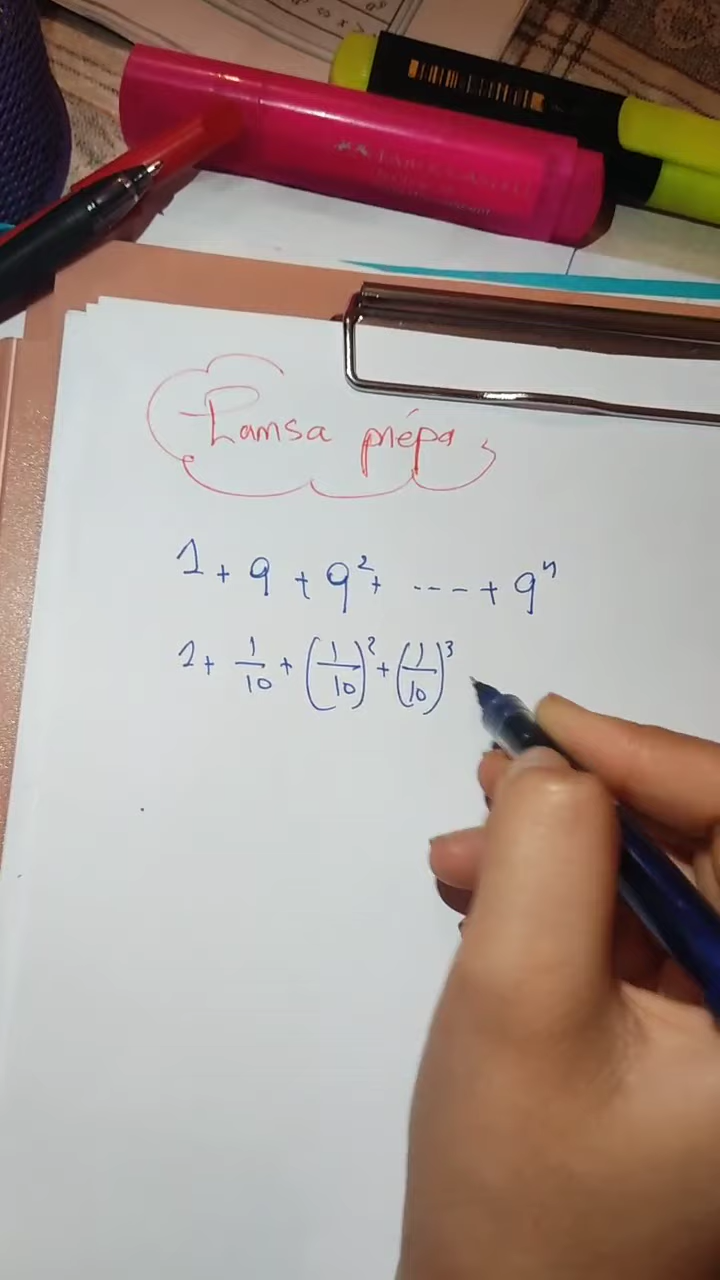 Lamsa prépa
1 + q + q² + ---- + qⁿ
1 + 1/10 + (1/10)² + (1/10)³